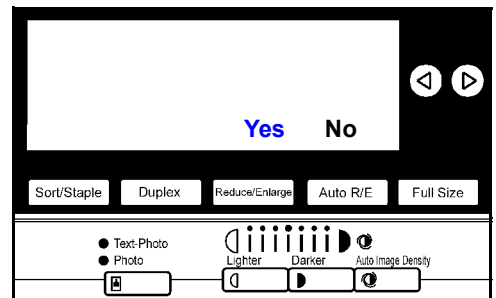 Yes No
Sort/Staple Duplex Reduce/Enlarge Auto R/E Full Size
Text-Photo
Photo
Lighter Darker Auto Image Density